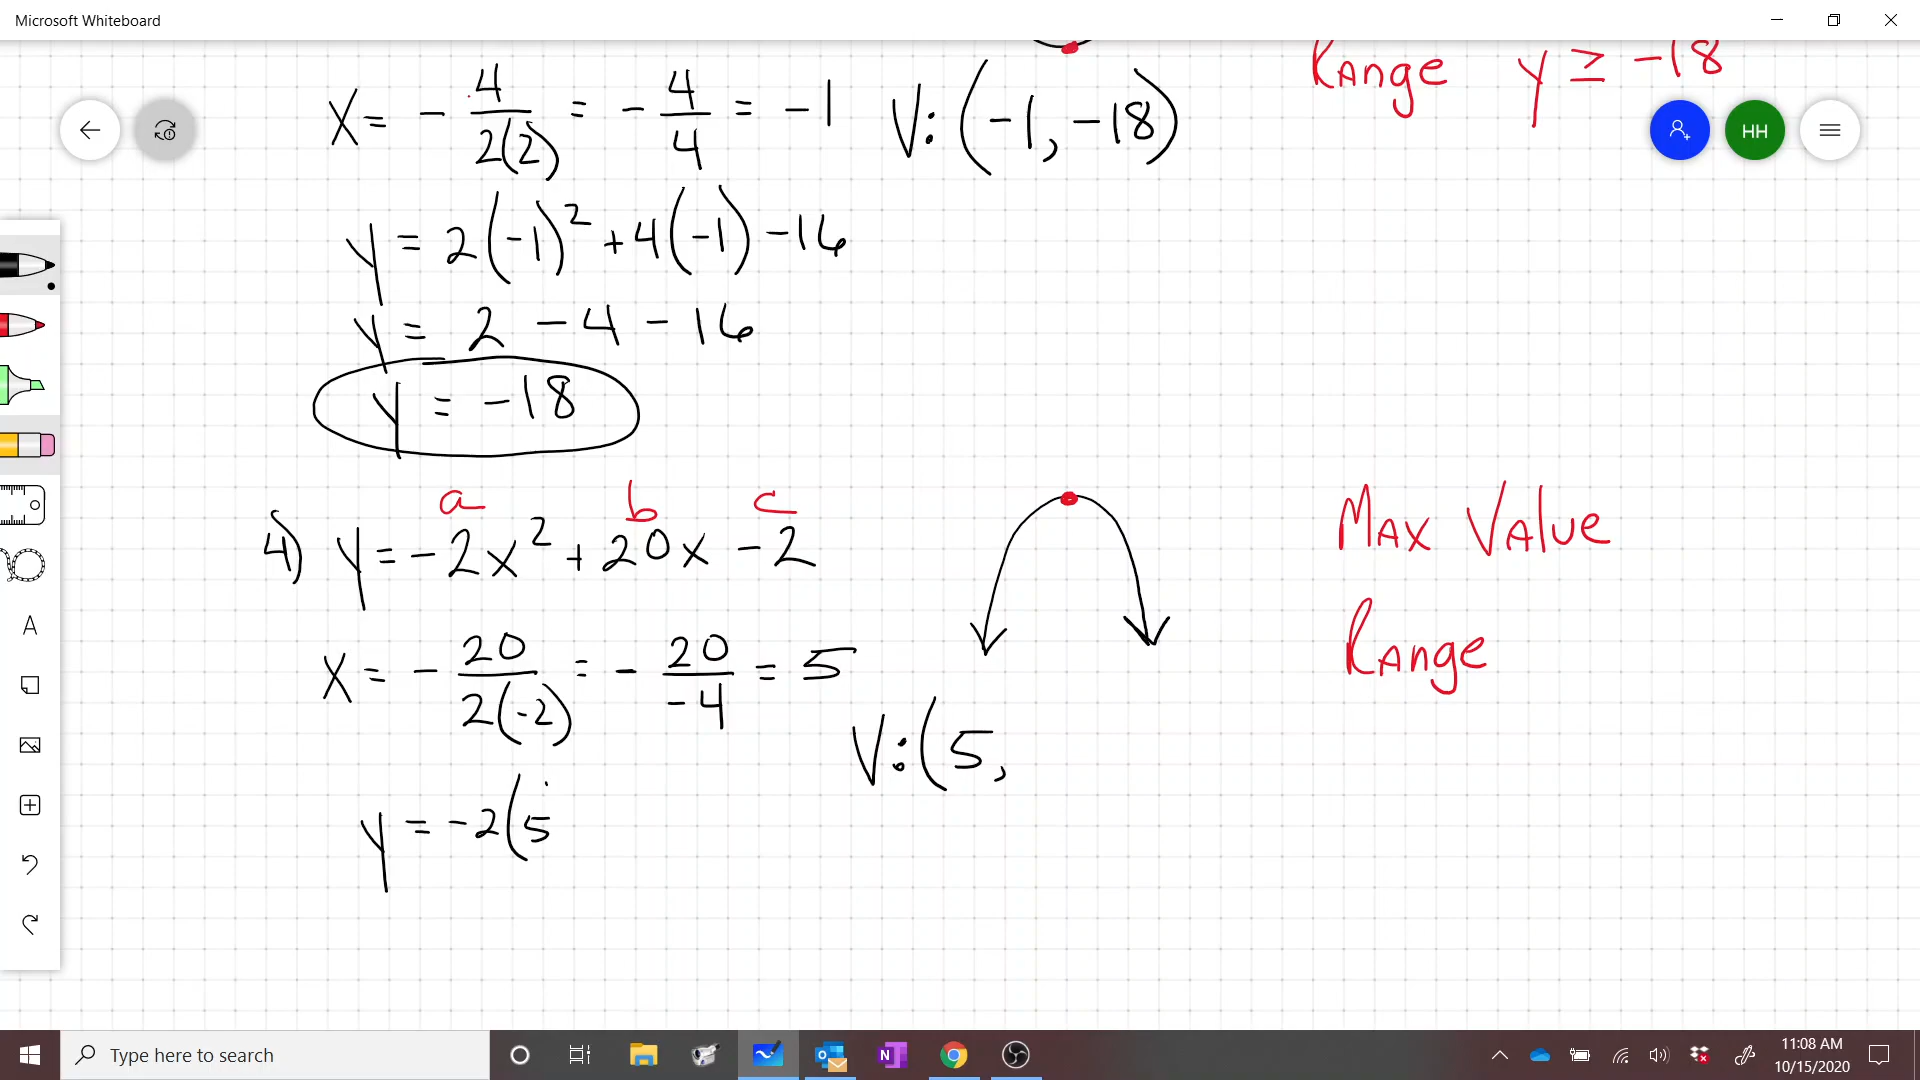 Microsoft Whiteboard
Range y ≥ -18
X = - 4/2(2) = - 4/4 = -1 V: (-1, -18)
HH
y = 2(-1)² + 4(-1) - 16
y = 2 - 4 - 16
y = -18
a b c
4) y = -2x² + 20x - 2
Max Value
X = - 20/2(-2) = - 20/-4 = 5
Range
V: (5,
y = -2(5
A
Type here to search
11:08 AM
10/15/2020